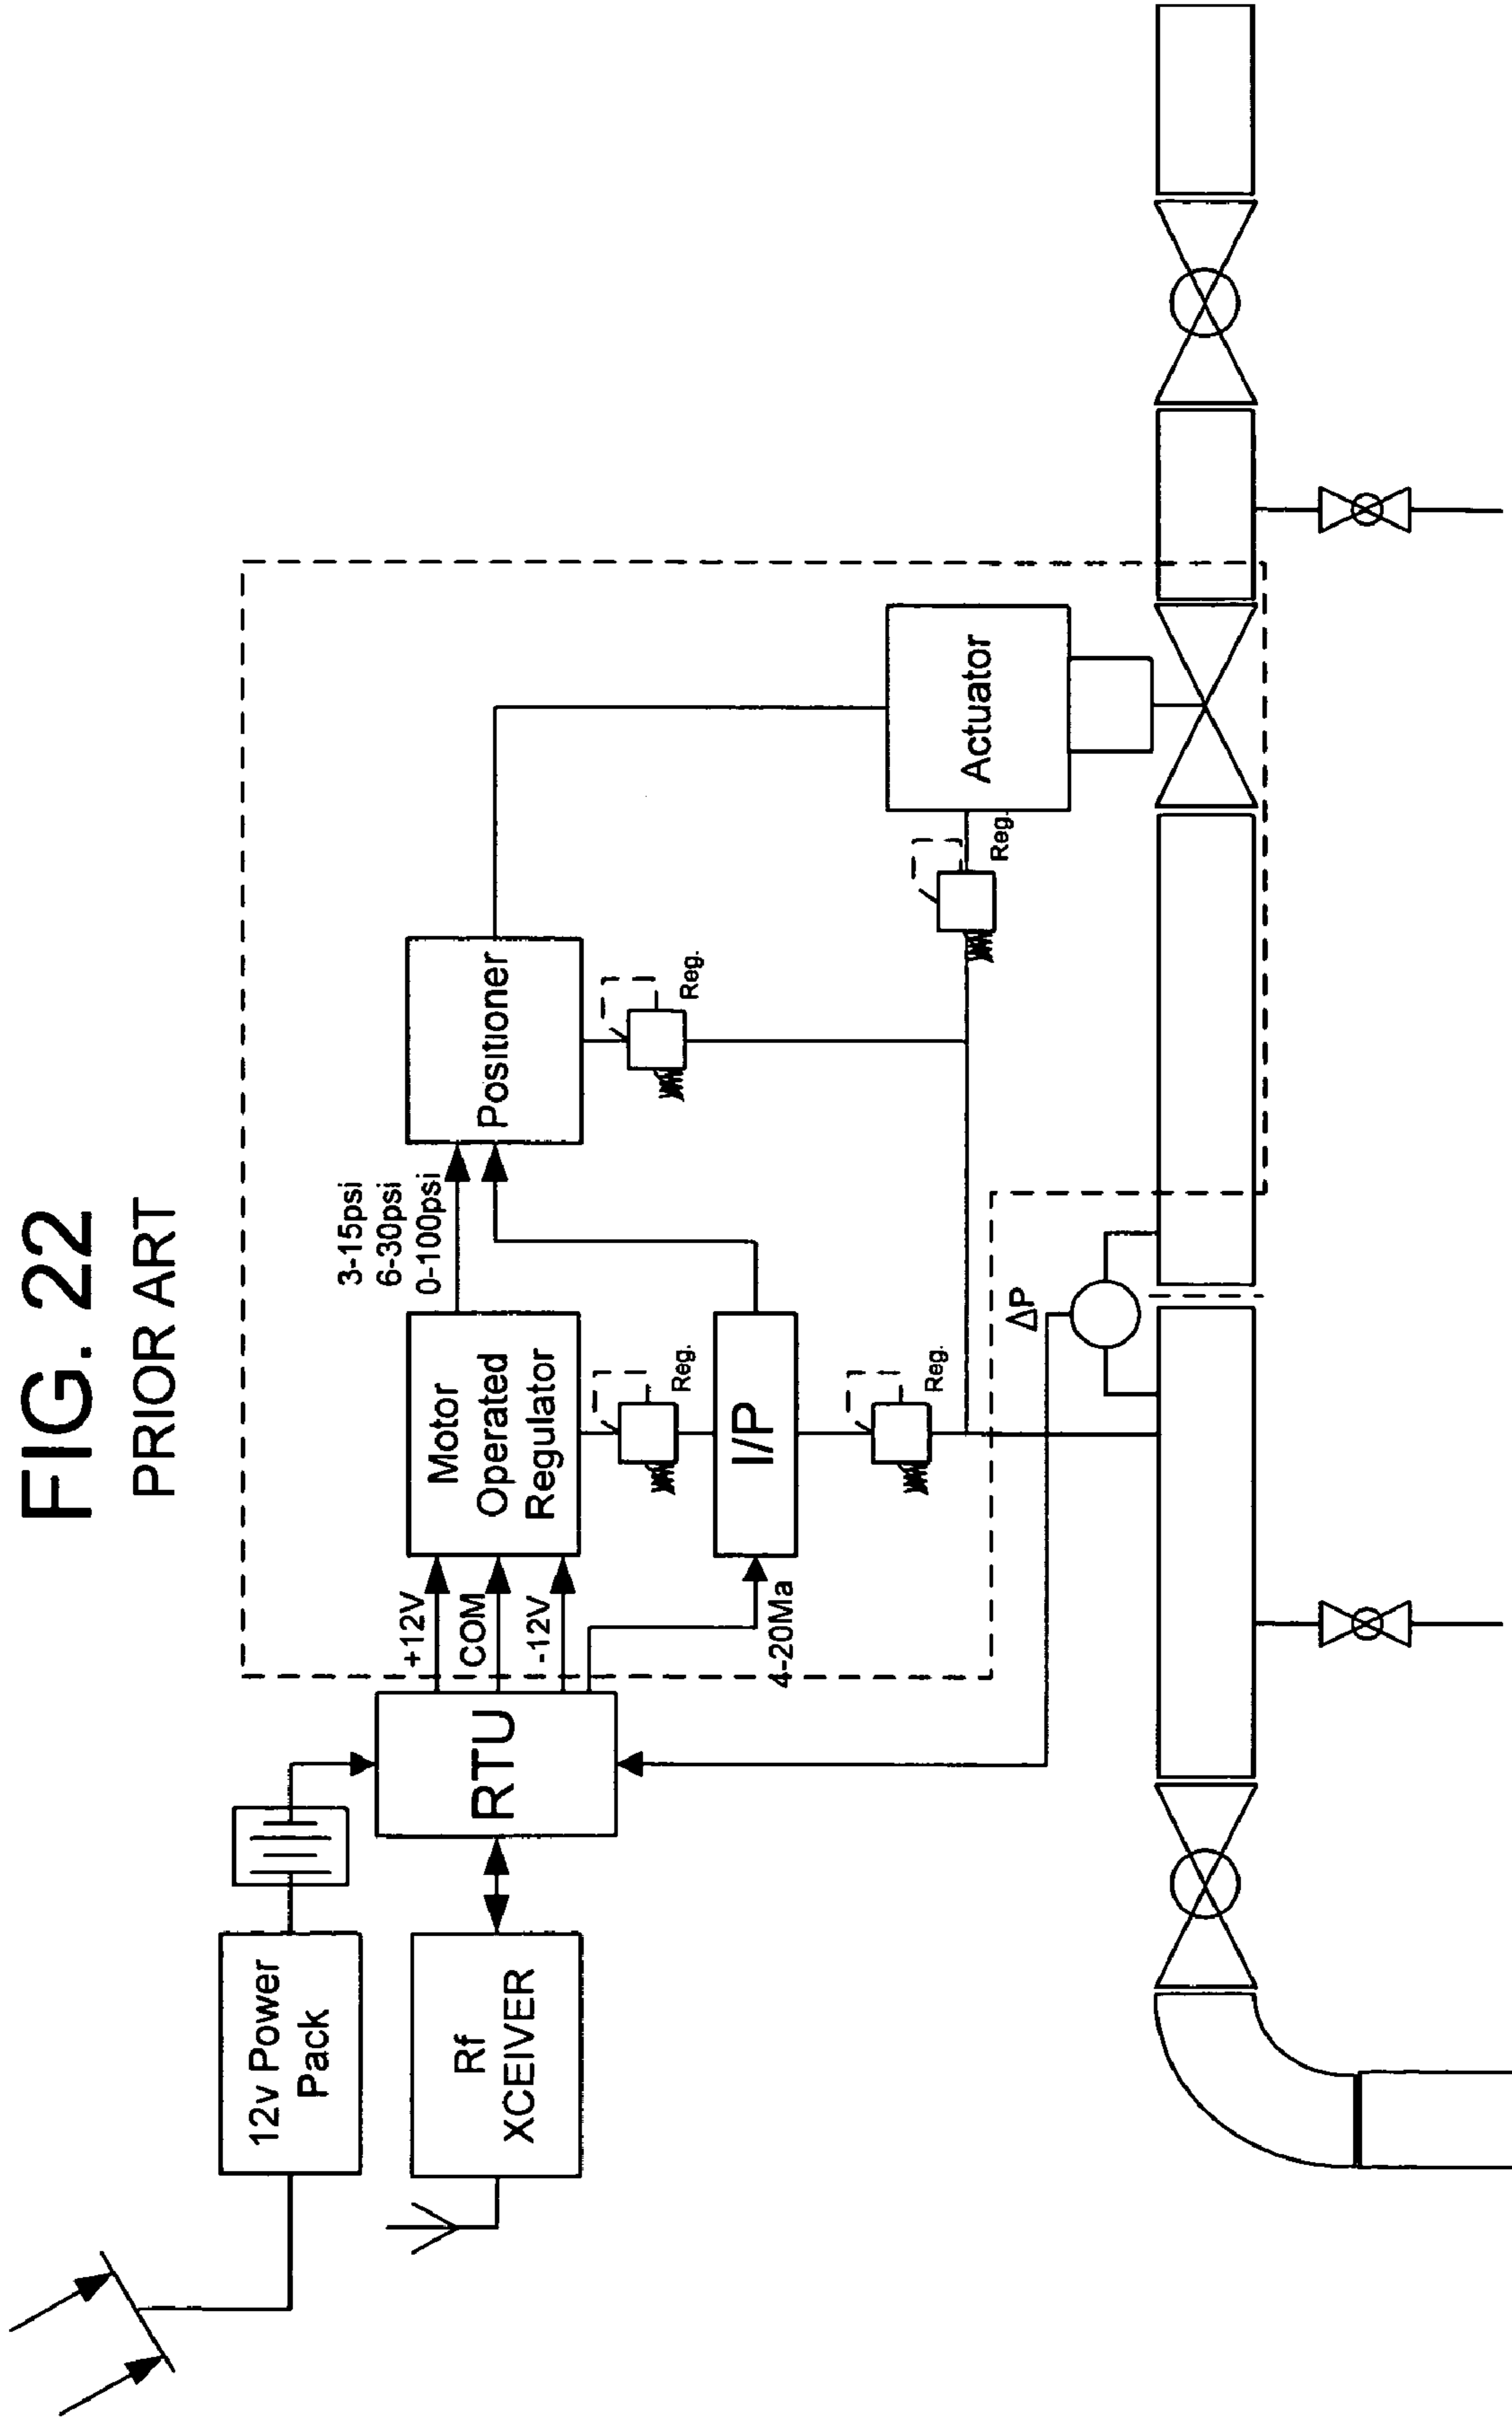 FIG. 22
PRIOR ART
12v Power
Pack
Rf
XCEIVER
RTU
+12V
COM
-12V
4-20Ma
Motor
Operated
Regulator
I/P
Reg.
Reg.
3-15psi
6-30psi
0-100psi
Positioner
Reg.
Actuator
Reg.
ΔP